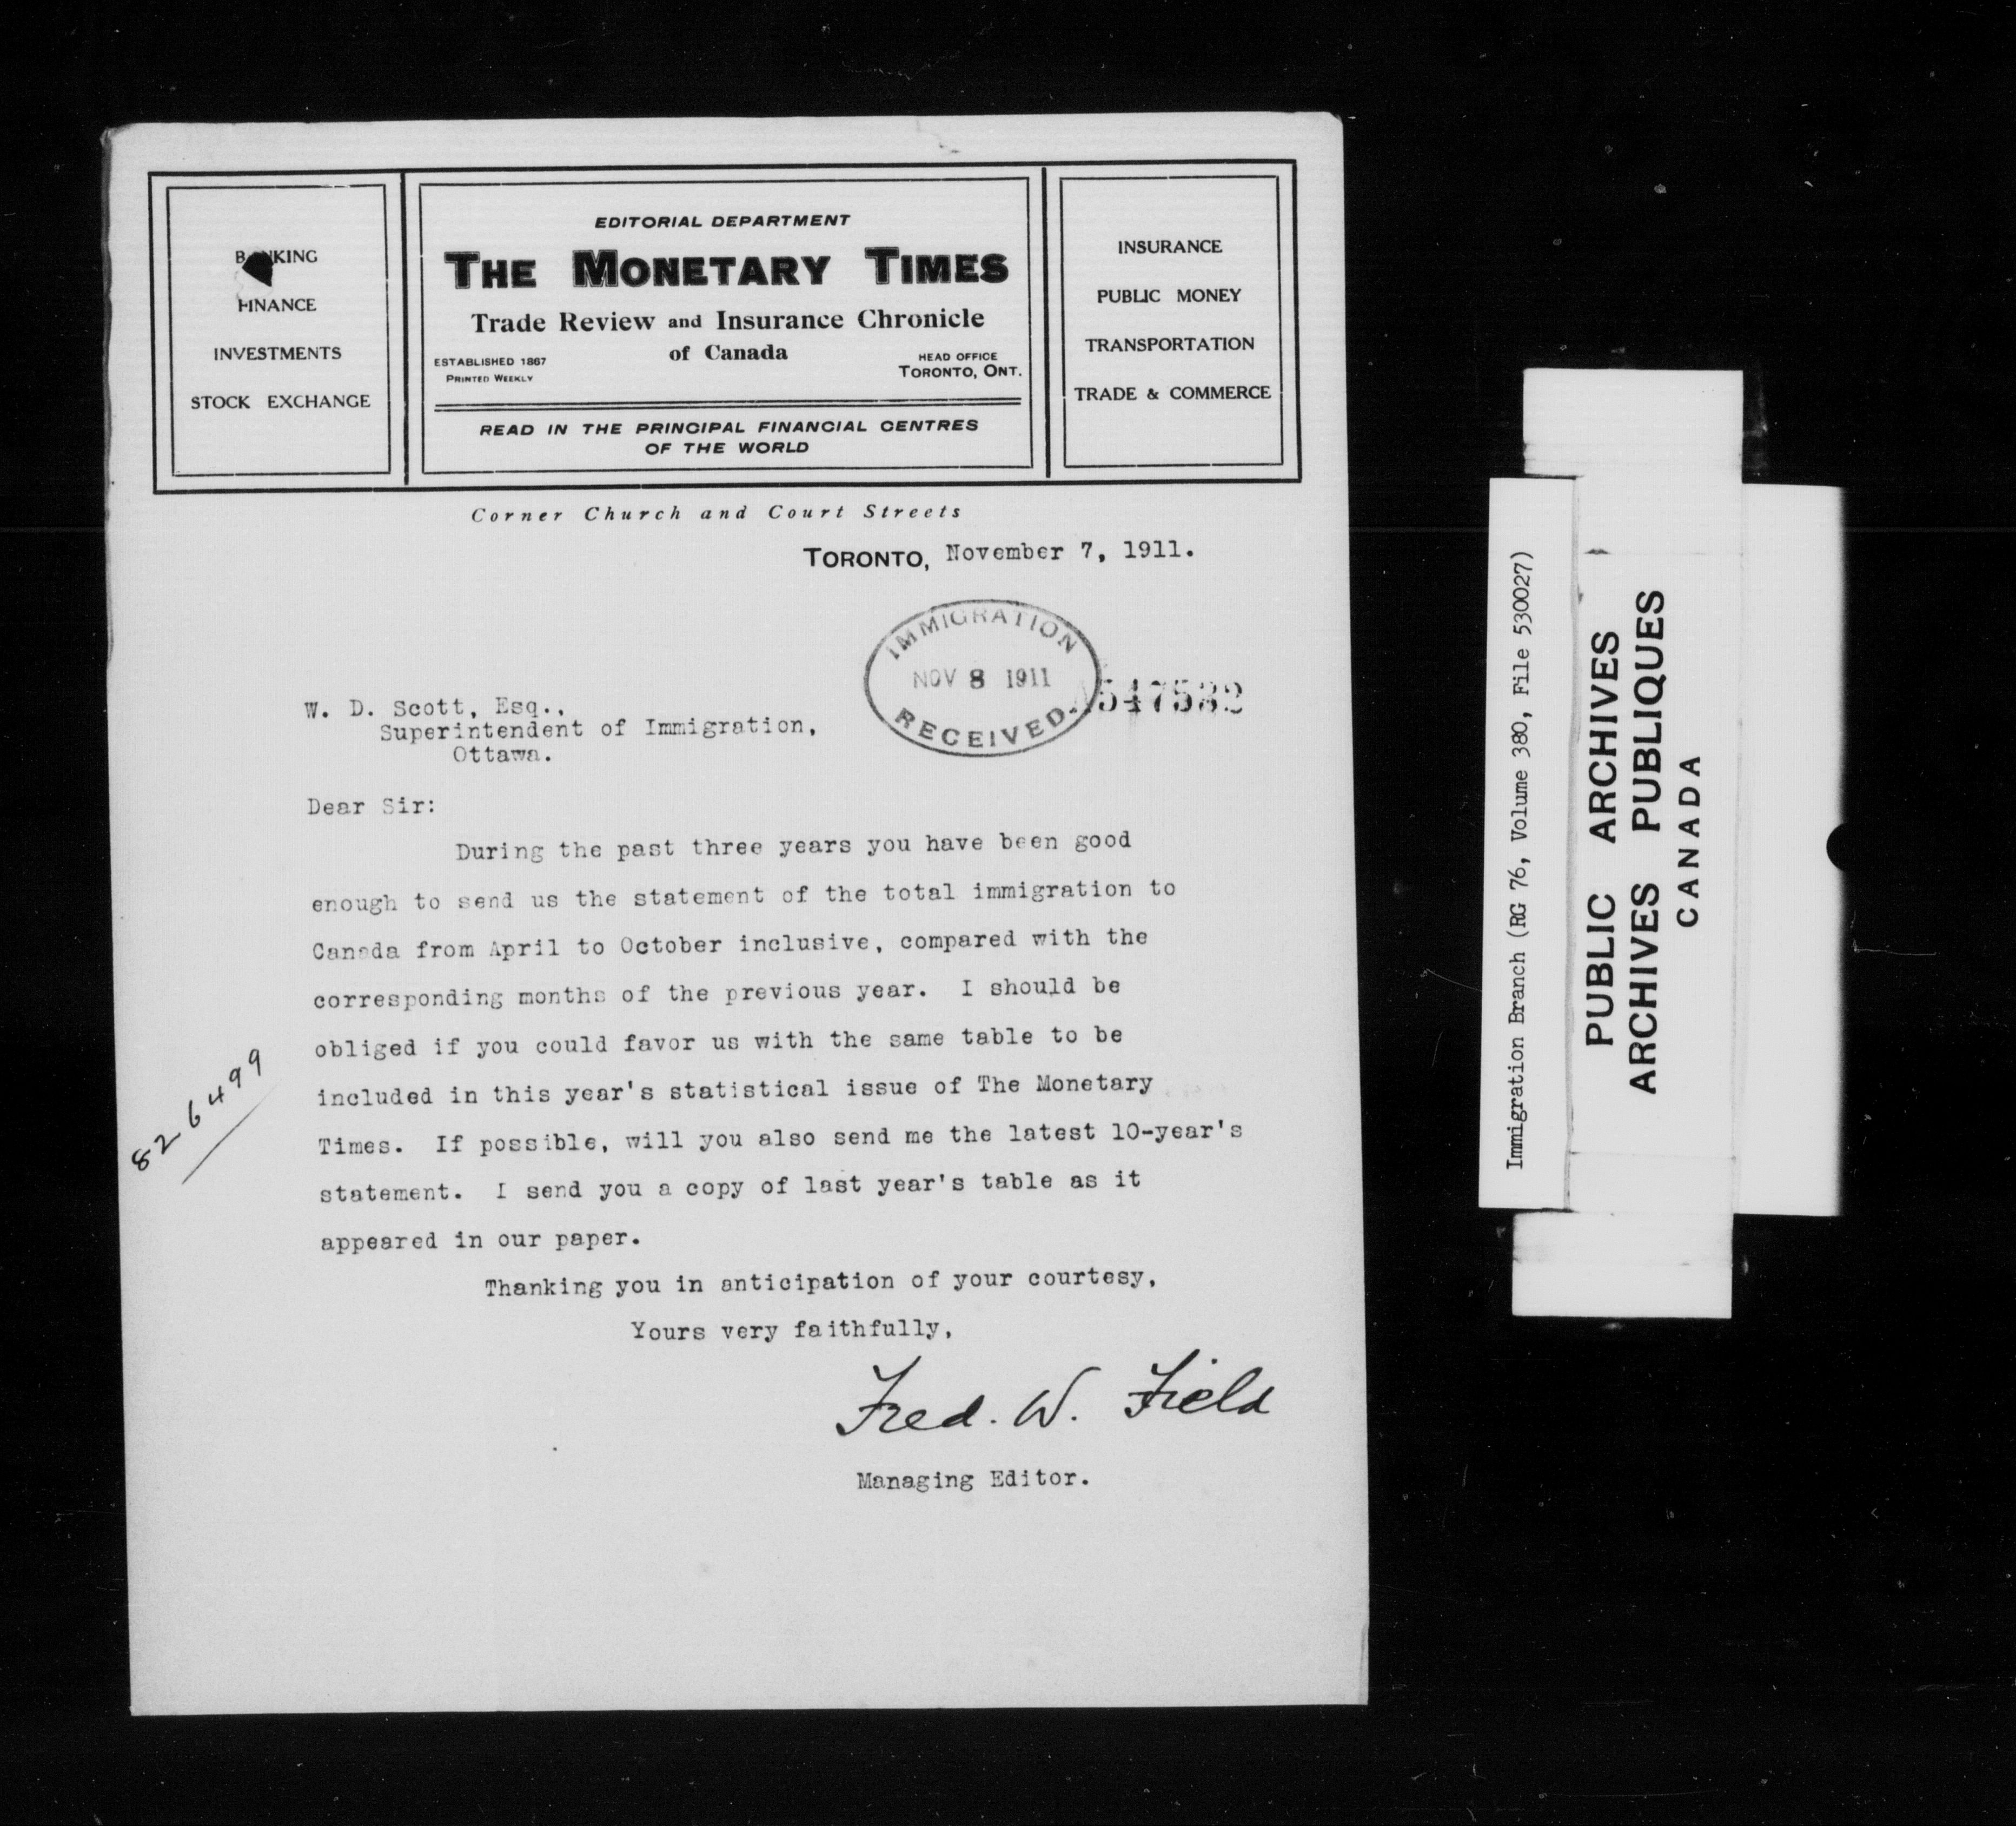 BANKING
FINANCE
INVESTMENTS
STOCK EXCHANGE
EDITORIAL DEPARTMENT
THE MONETARY TIMES
Trade Review and Insurance Chronicle
of Canada
ESTABLISHED 1867
PRINTED WEEKLY
HEAD OFFICE
TORONTO, ONT.
READ IN THE PRINCIPAL FINANCIAL CENTRES
OF THE WORLD
INSURANCE
PUBLIC MONEY
TRANSPORTATION
TRADE & COMMERCE
Corner Church and Court Streets
TORONTO, November 7, 1911.
IMMIGRATION
NOV 8 1911
RECEIVED
A547532
W. D. Scott, Esq.,
Superintendent of Immigration,
Ottawa.
Dear Sir:
During the past three years you have been good
enough to send us the statement of the total immigration to
Canada from April to October inclusive, compared with the
corresponding months of the previous year. I should be
obliged if you could favor us with the same table to be
included in this year's statistical issue of The Monetary
Times. If possible, will you also send me the latest 10-year's
statement. I send you a copy of last year's table as it
appeared in our paper.
Thanking you in anticipation of your courtesy,
Yours very faithfully,
Fred. W. Field
Managing Editor.
826499
Immigration Branch (RG 76, Volume 380, File 530027)
PUBLIC ARCHIVES
ARCHIVES PUBLIQUES
CANADA